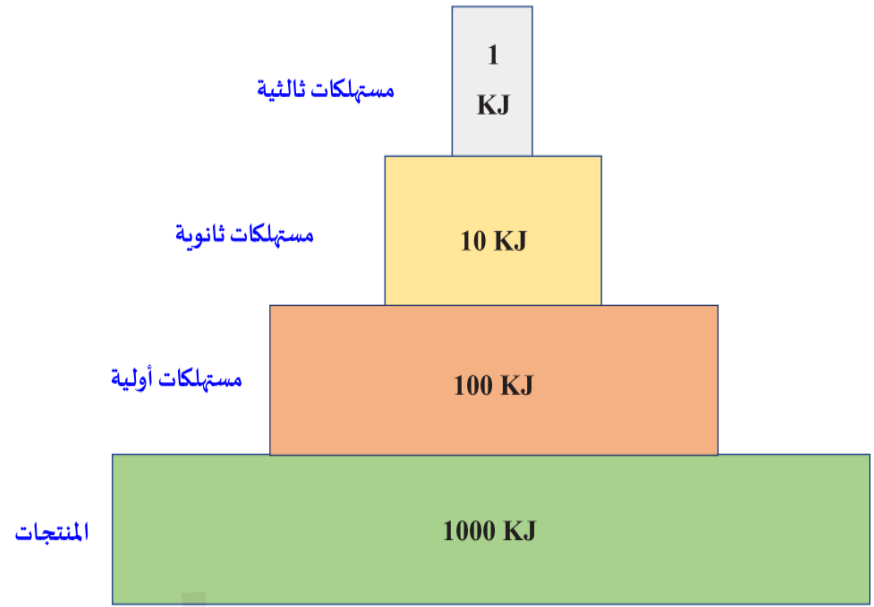 1
KJ
مستهلكات ثالثية
10 KJ
مستهلكات ثانوية
100 KJ
مستهلكات أولية
1000 KJ
المنتجات